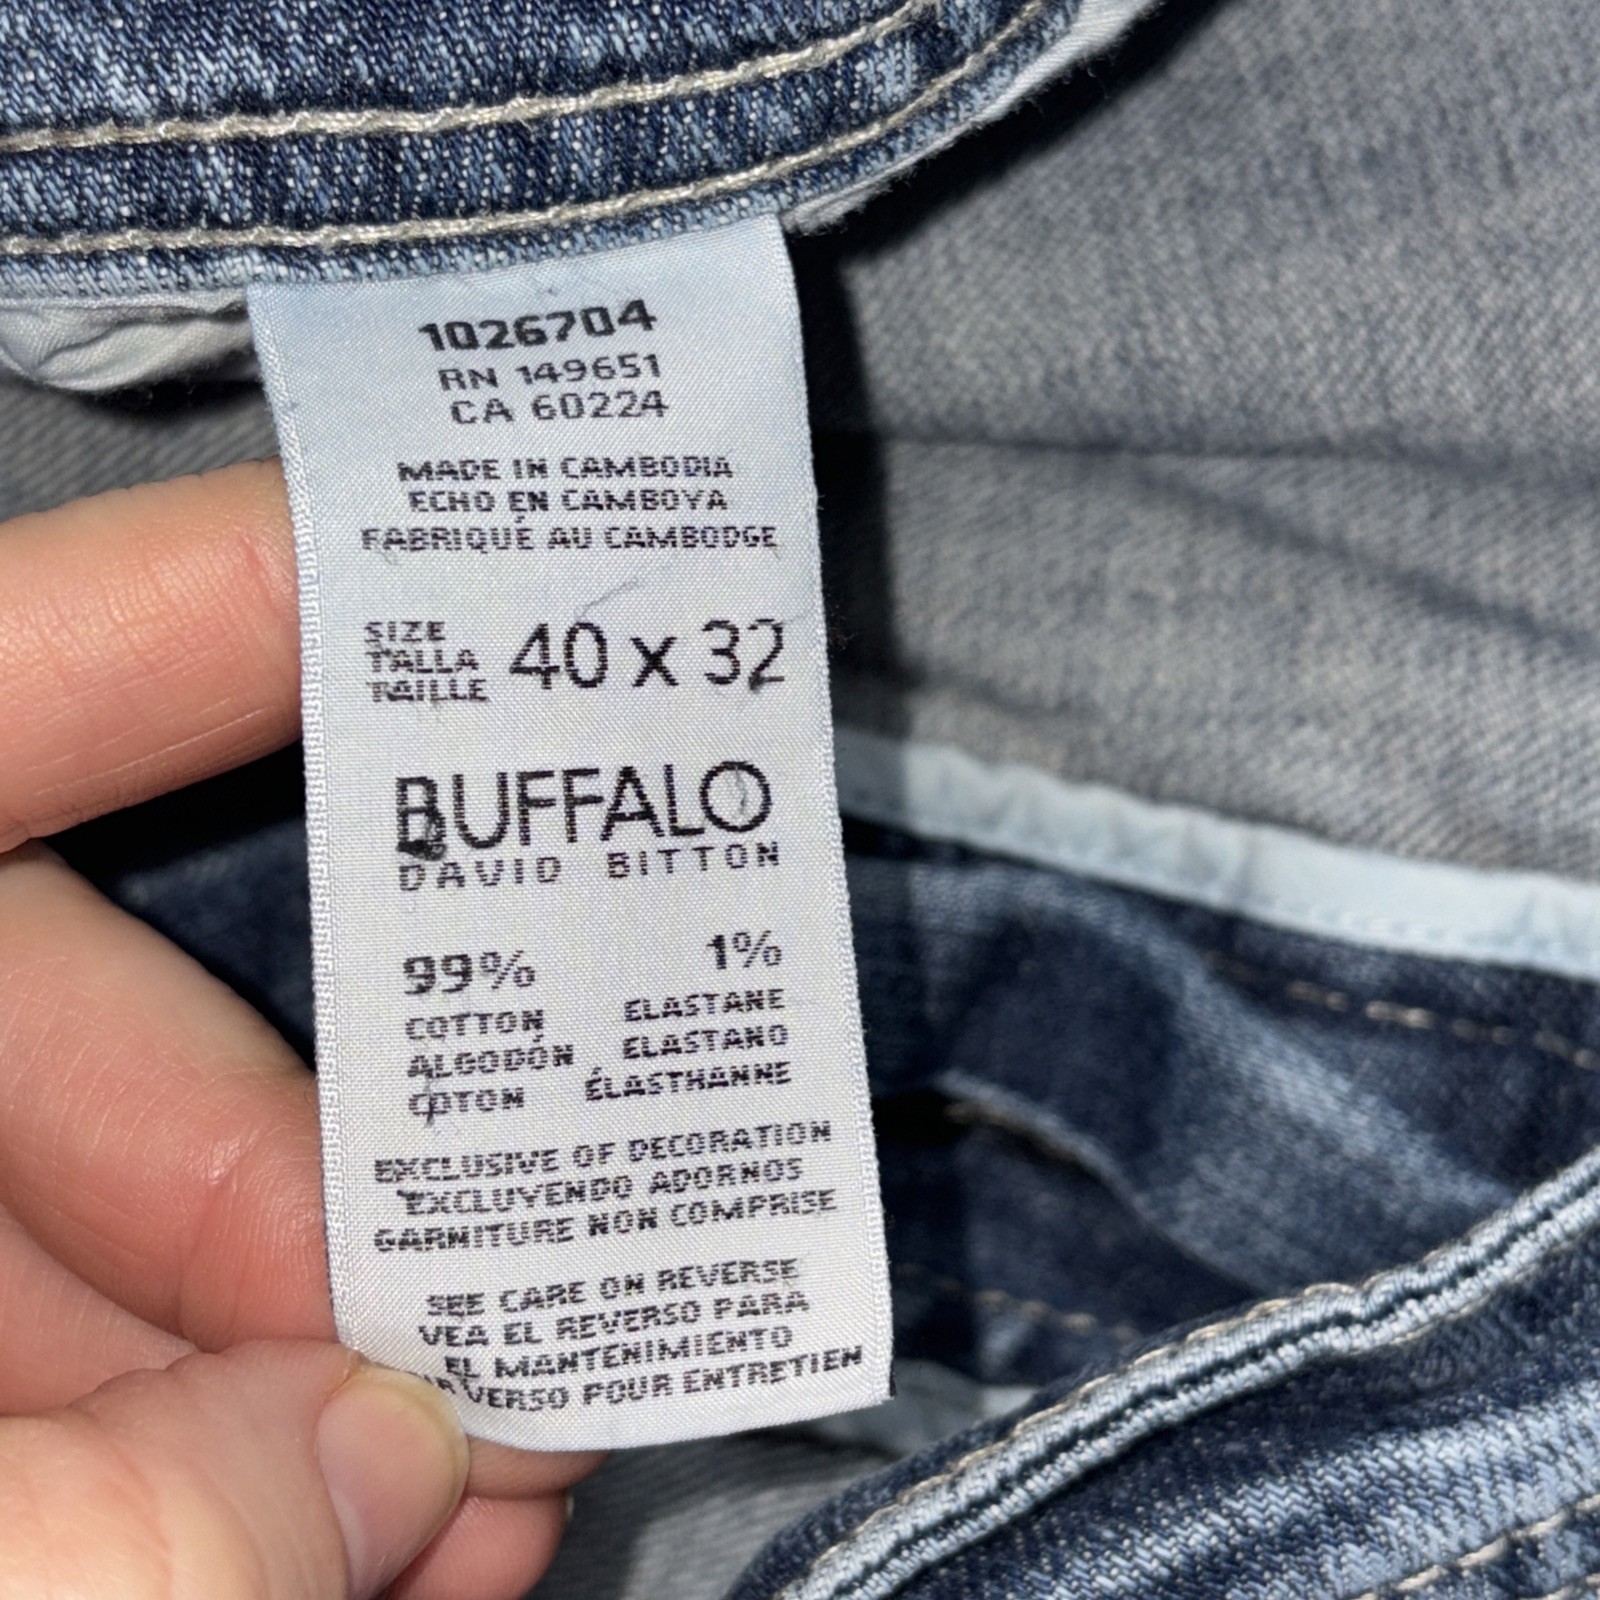 1026704
RN 149651
CA 60224
MADE IN CAMBODIA
ECHO EN CAMBOYA
FABRIQUÉ AU CAMBODGE
SIZE
TALLA
TAILLE
40 x 32
BUFFALO
DAVID BITTON
99%
COTTON
ALGODÓN
COTON
1%
ELASTANE
ELASTANO
ÉLASTHANNE
EXCLUSIVE OF DECORATION
EXCLUYENDO ADORNOS
GARNITURE NON COMPRISE
SEE CARE ON REVERSE
VEA EL REVERSO PARA
EL MANTENIMIENTO
VERSO POUR ENTRETIEN